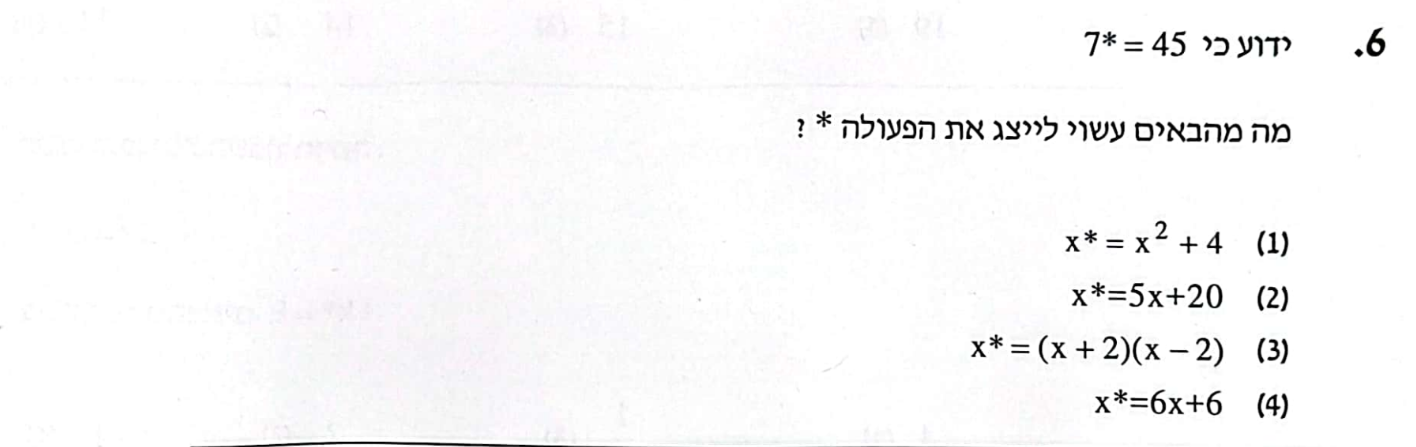 6. ידוע כי 7* = 45
מה מהבאים עשוי לייצג את הפעולה * ?
(1) x* = x² + 4
(2) x*=5x+20
(3) x* = (x + 2)(x – 2)
(4) x*=6x+6